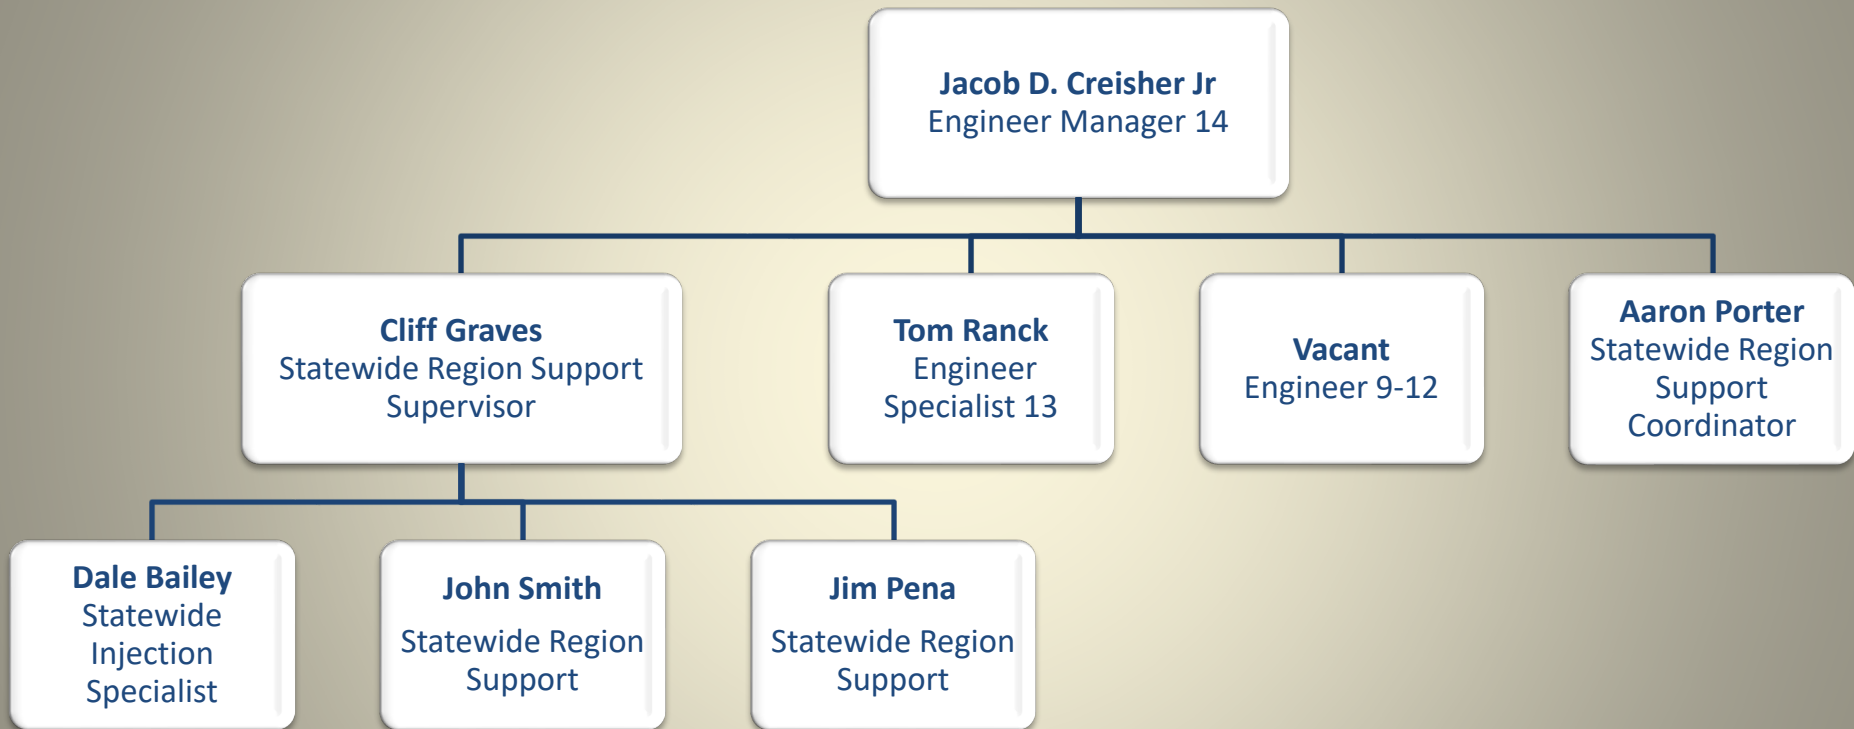 Jacob D. Creisher Jr
Engineer Manager 14
Cliff Graves
Statewide Region Support
Supervisor
Tom Ranck
Engineer
Specialist 13
Vacant
Engineer 9-12
Aaron Porter
Statewide Region
Support
Coordinator
Dale Bailey
Statewide
Injection
Specialist
John Smith
Statewide Region
Support
Jim Pena
Statewide Region
Support